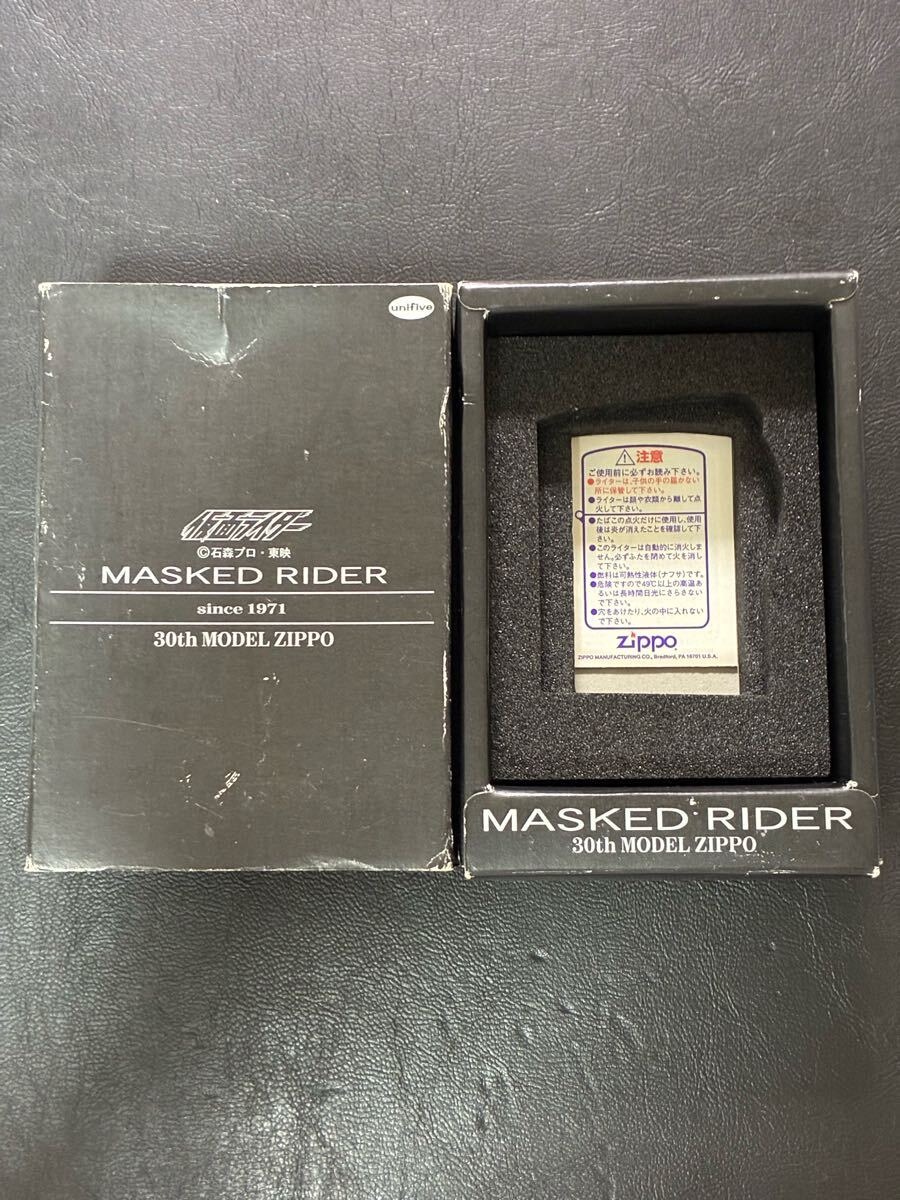 unifive
仮面ライダー
©石森プロ・東映
MASKED RIDER
since 1971
30th MODEL ZIPPO
注意
ご使用前に必ずお読み下さい。
●ライターは、子供の手の届かない
所に保管して下さい。
●ライターは顔や衣類から離して点
火して下さい。
●たばこの点火だけに使用し、使用
後は炎が消えたことを確認して下
さい。
●このライターは自動的に消火しま
せん。必ずふたを閉めて火を消し
て下さい。
●燃料は可熱性液体(ナフサ)です。
●危険ですので49℃以上の高温あ
るいは長時間日光にさらさない
で下さい。
●穴をあけたり、火の中に入れない
で下さい。
Zippo
ZIPPO MANUFACTURING CO., Bradford, PA 16701 U.S.A.
MASKED RIDER
30th MODEL ZIPPO